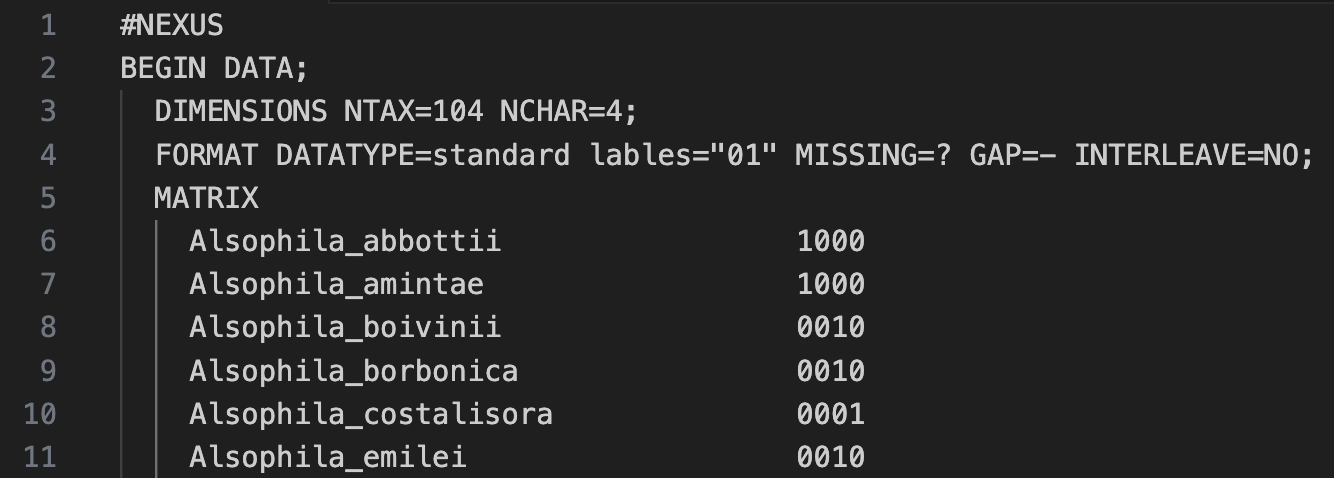 1 #NEXUS
2 BEGIN DATA;
3 DIMENSIONS NTAX=104 NCHAR=4;
4 FORMAT DATATYPE=standard lables="01" MISSING=? GAP=- INTERLEAVE=NO;
5 MATRIX
6 Alsophila_abbottii 1000
7 Alsophila_amintae 1000
8 Alsophila_boivinii 0010
9 Alsophila_borbonica 0010
10 Alsophila_costalisora 0001
11 Alsophila_emilei 0010